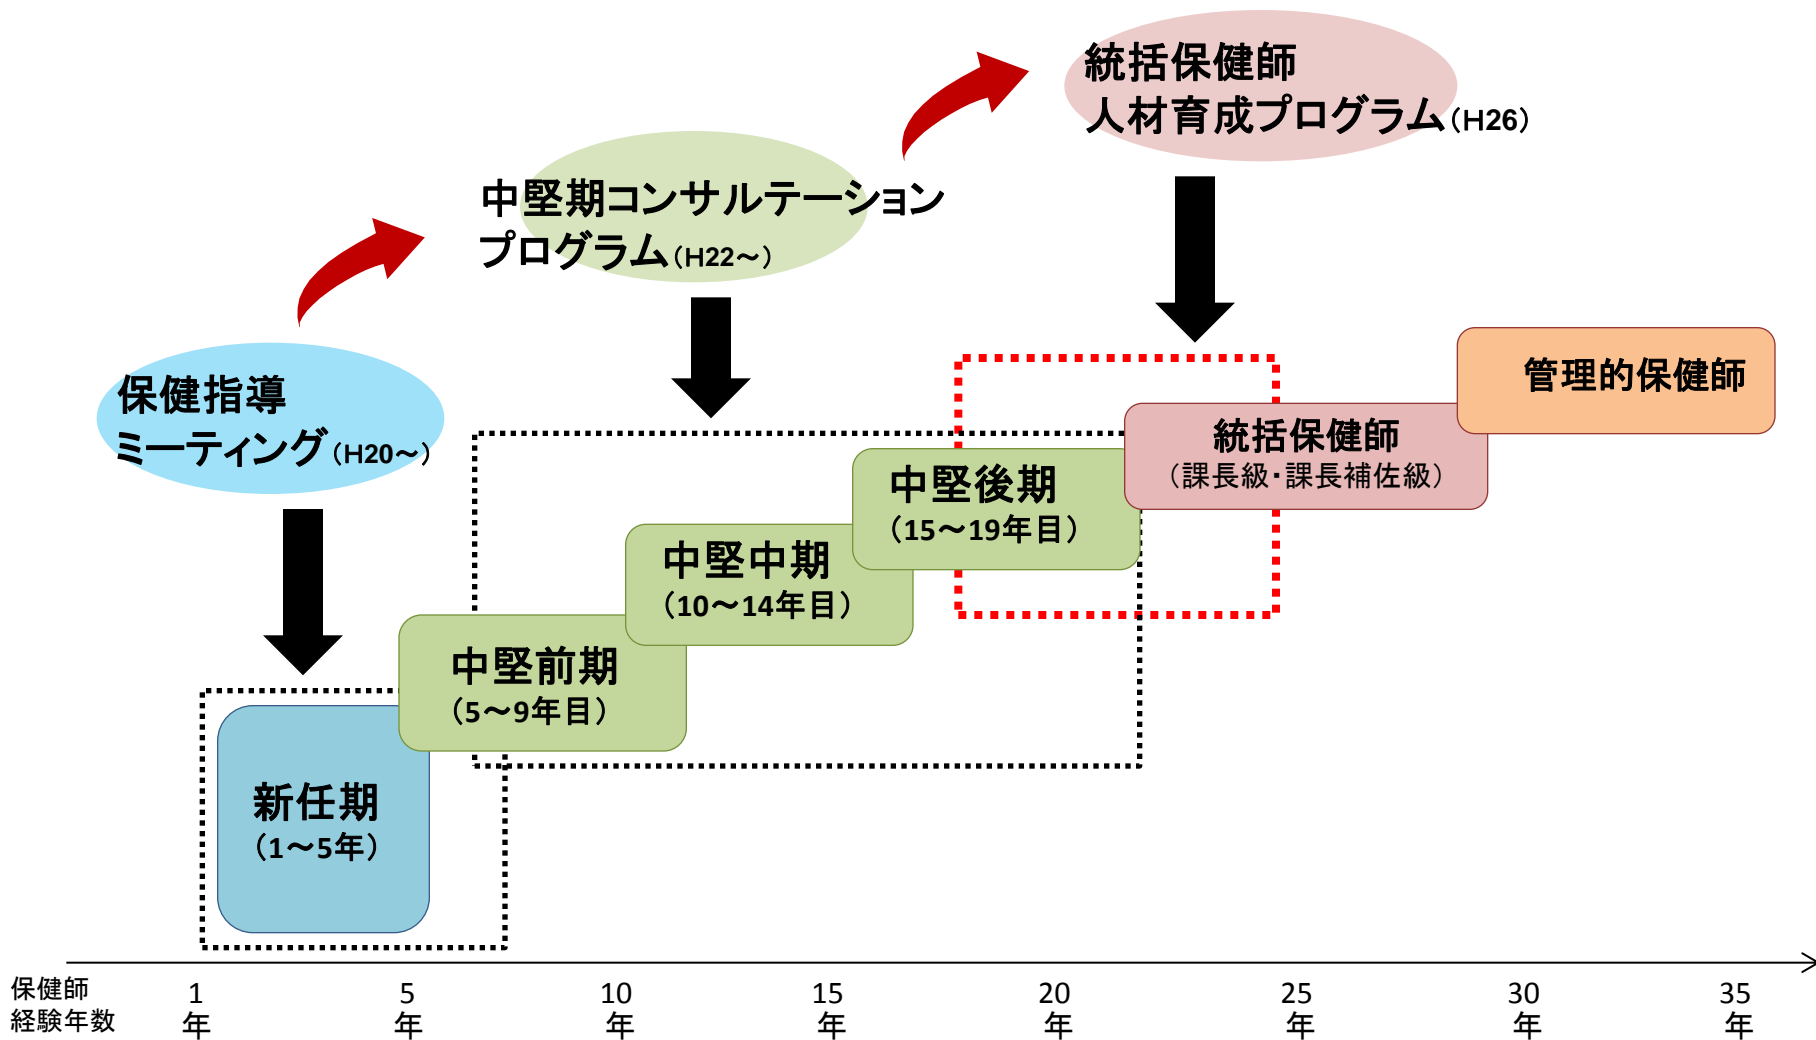 統括保健師
人材育成プログラム（H26）
中堅期コンサルテーション
プログラム（H22～）
保健指導
ミーティング（H20～）
管理的保健師
統括保健師
（課長級・課長補佐級）
中堅後期
（15～19年目）
中堅中期
（10～14年目）
中堅前期
（5～9年目）
新任期
（1～5年）
保健師
経験年数
1
年
5
年
10
年
15
年
20
年
25
年
30
年
35
年